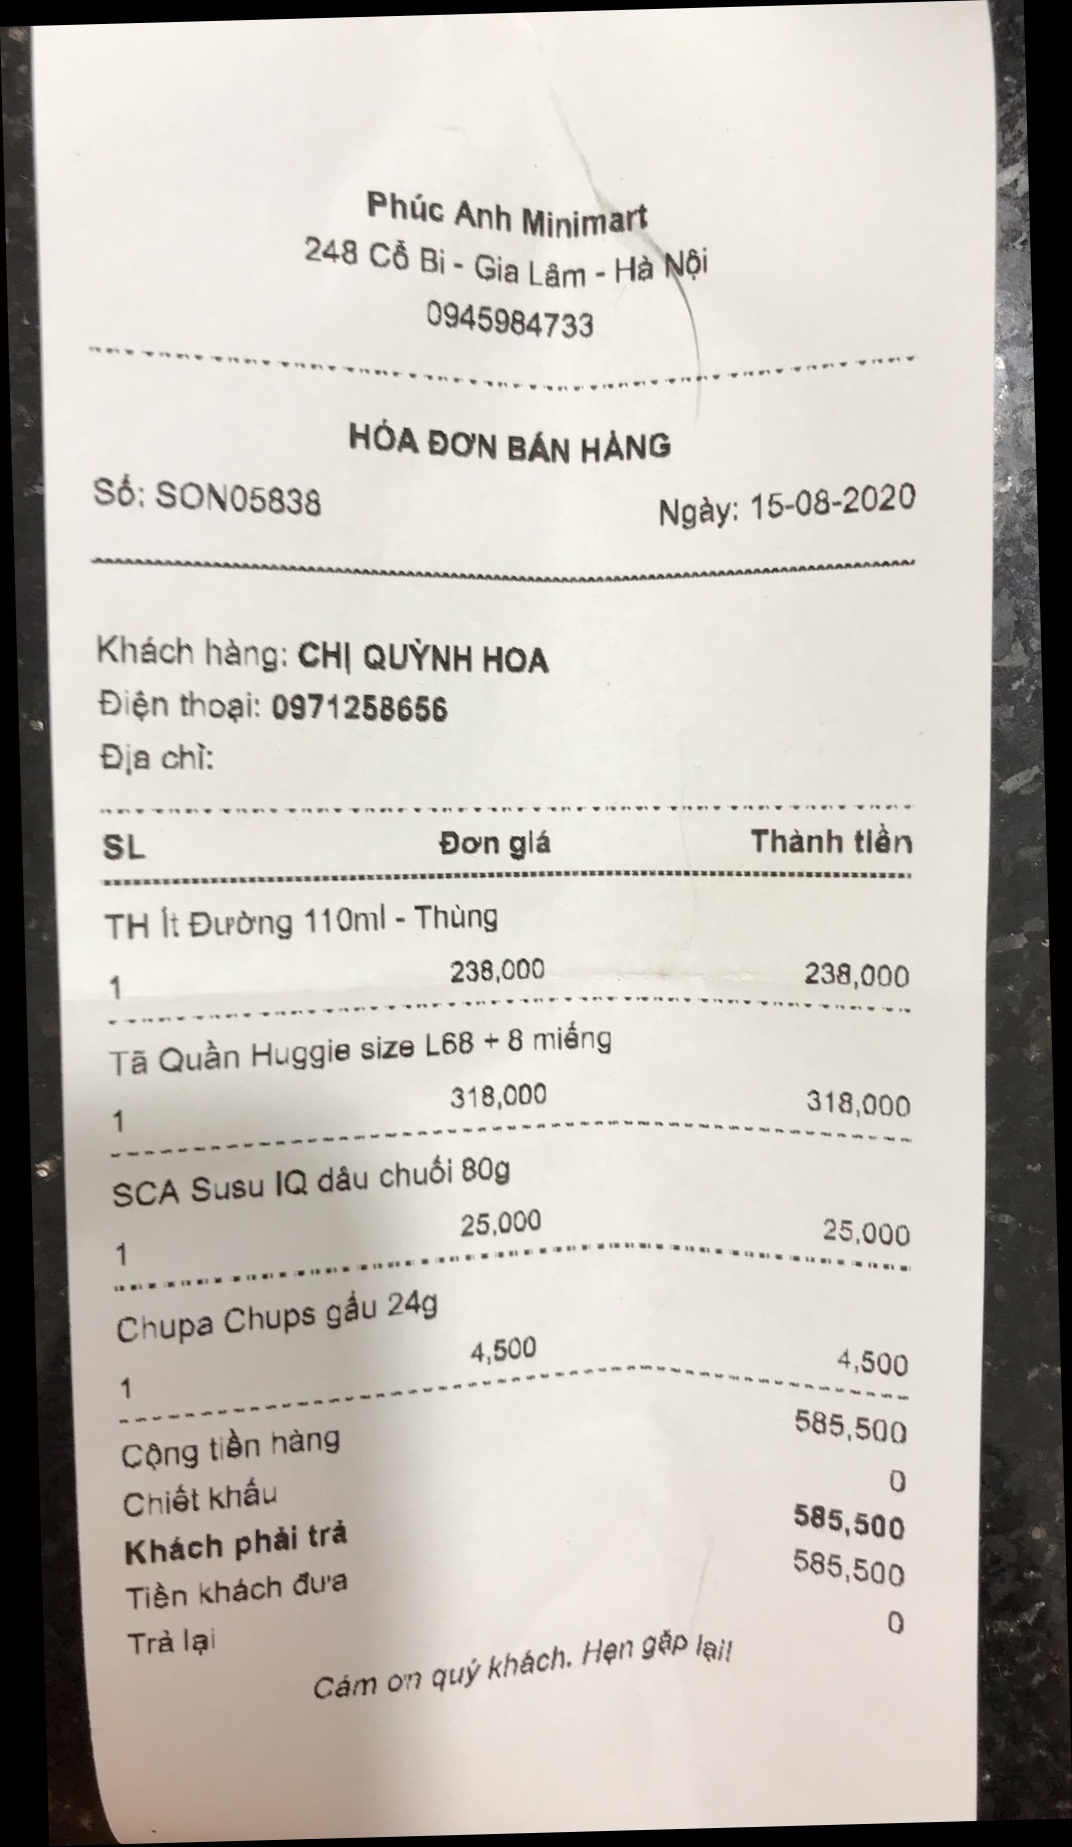 Phúc Anh Minimart
248 Cổ Bi - Gia Lâm - Hà Nội
0945984733
HÓA ĐƠN BÁN HÀNG
Số: SON05838 Ngày: 15-08-2020
Khách hàng: CHỊ QUỲNH HOA
Điện thoại: 0971258656
Địa chỉ:
SL Đơn giá Thành tiền
TH Ít Đường 110ml - Thùng
1 238,000 238,000
Tã Quần Huggie size L68 + 8 miếng
1 318,000 318,000
SCA Susu IQ dâu chuối 80g
1 25,000 25,000
Chupa Chups gấu 24g
1 4,500 4,500
Cộng tiền hàng 585,500
Chiết khấu 0
Khách phải trả 585,500
Tiền khách đưa 585,500
Trả lại 0
Cám ơn quý khách. Hẹn gặp lại!